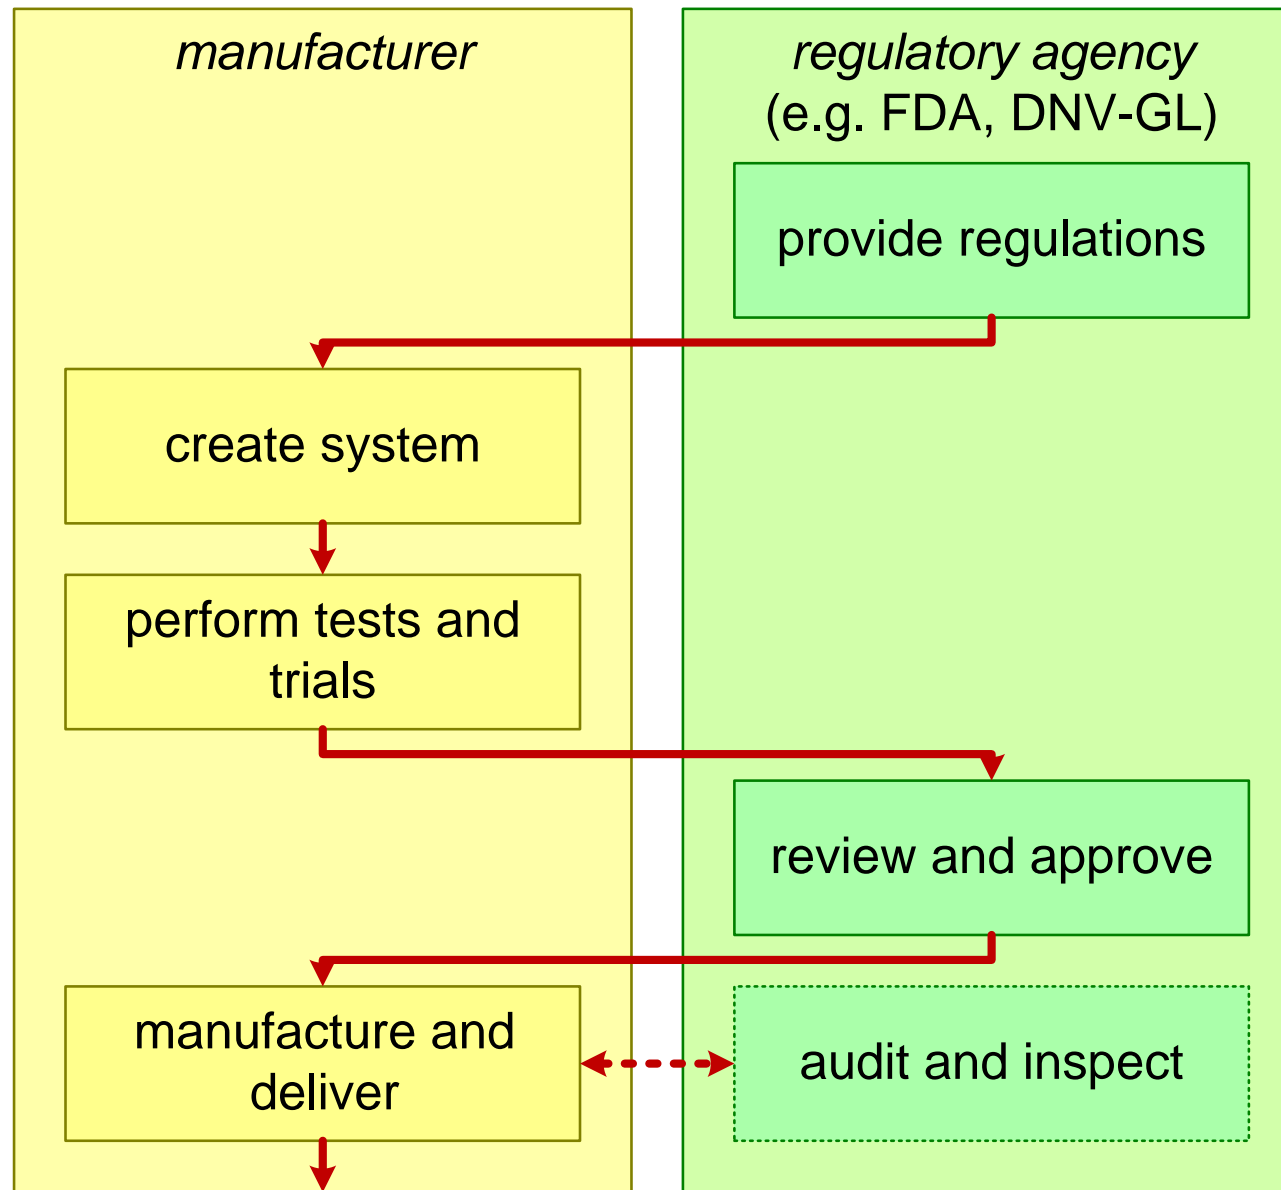 manufacturer
regulatory agency
(e.g. FDA, DNV-GL)
provide regulations
create system
perform tests and
trials
review and approve
manufacture and
deliver
audit and inspect